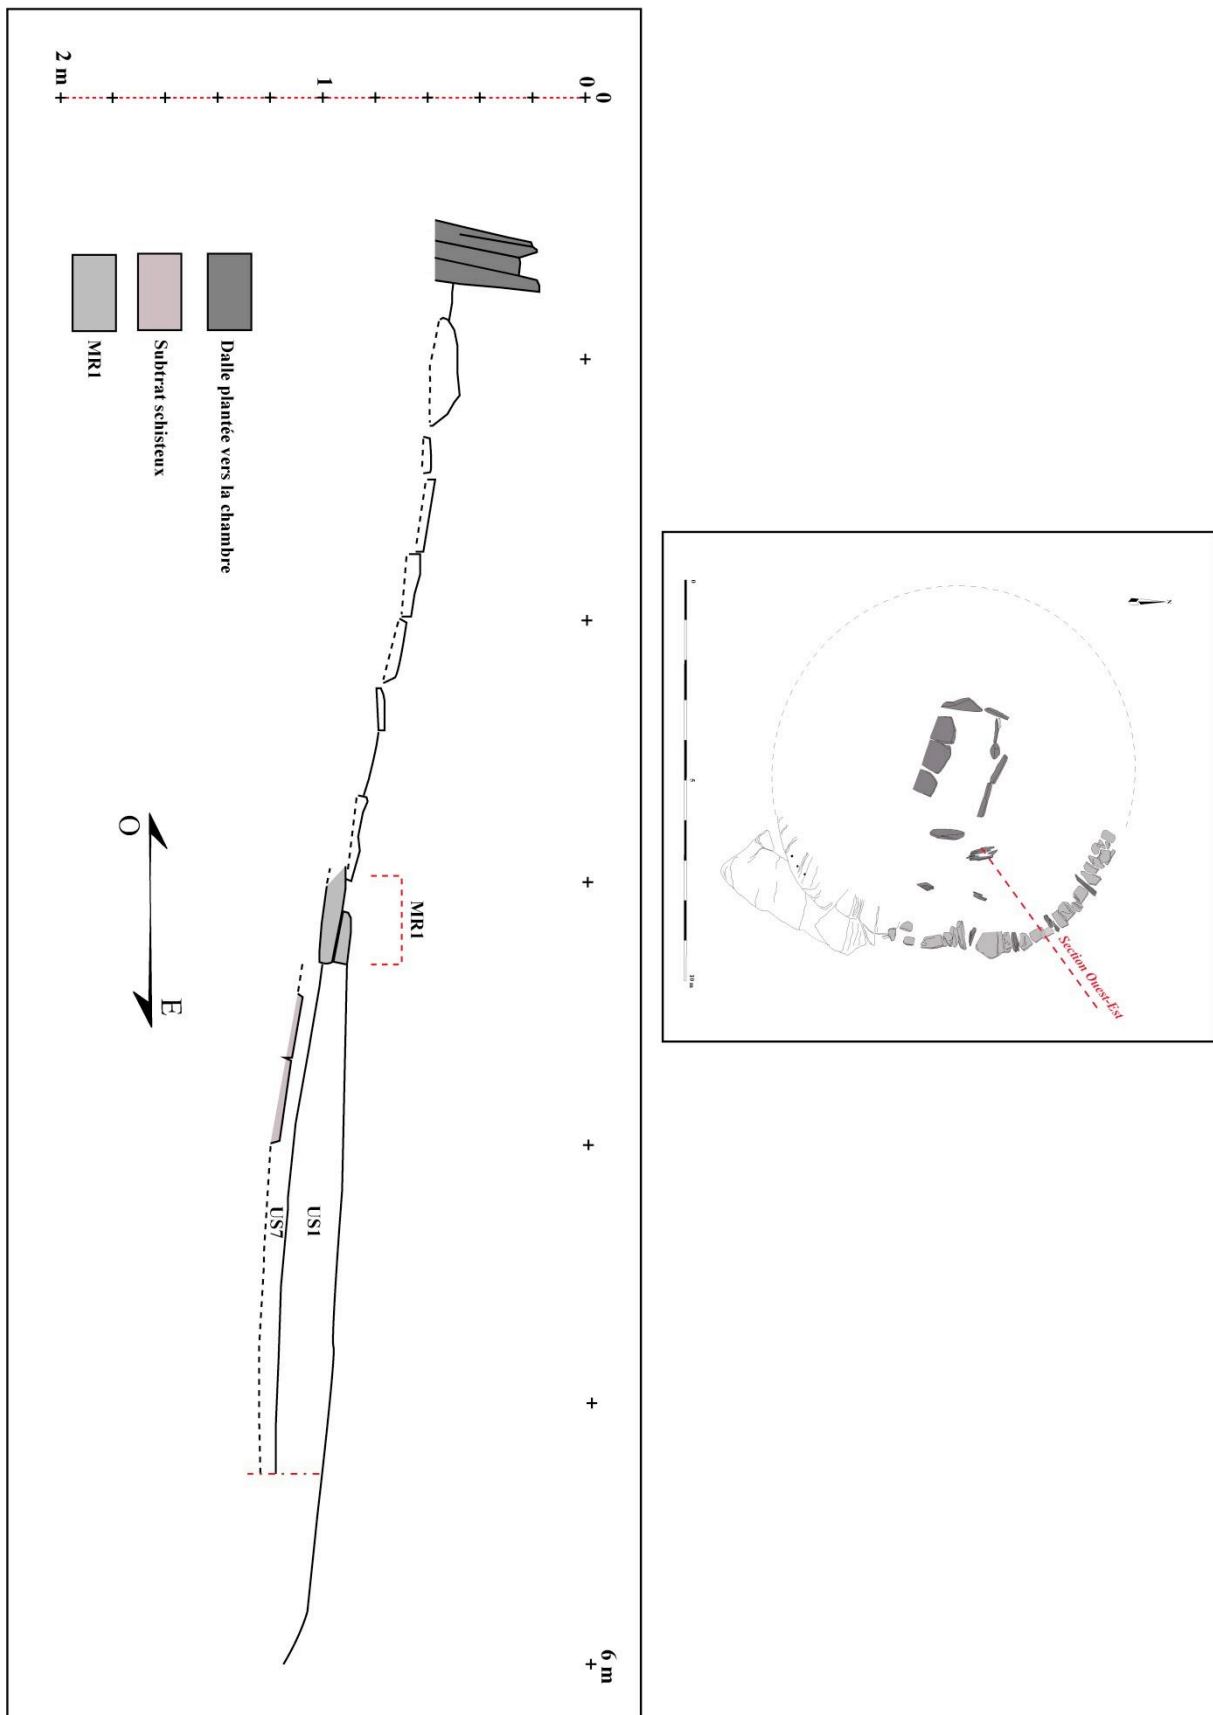 0
5
10 m
N
Section Ouest-Est
0
0
1
2 m
6 m
MR1
US1
US7
O
E
Dalle plantée vers la chambre
Subtrat schisteux
MR1